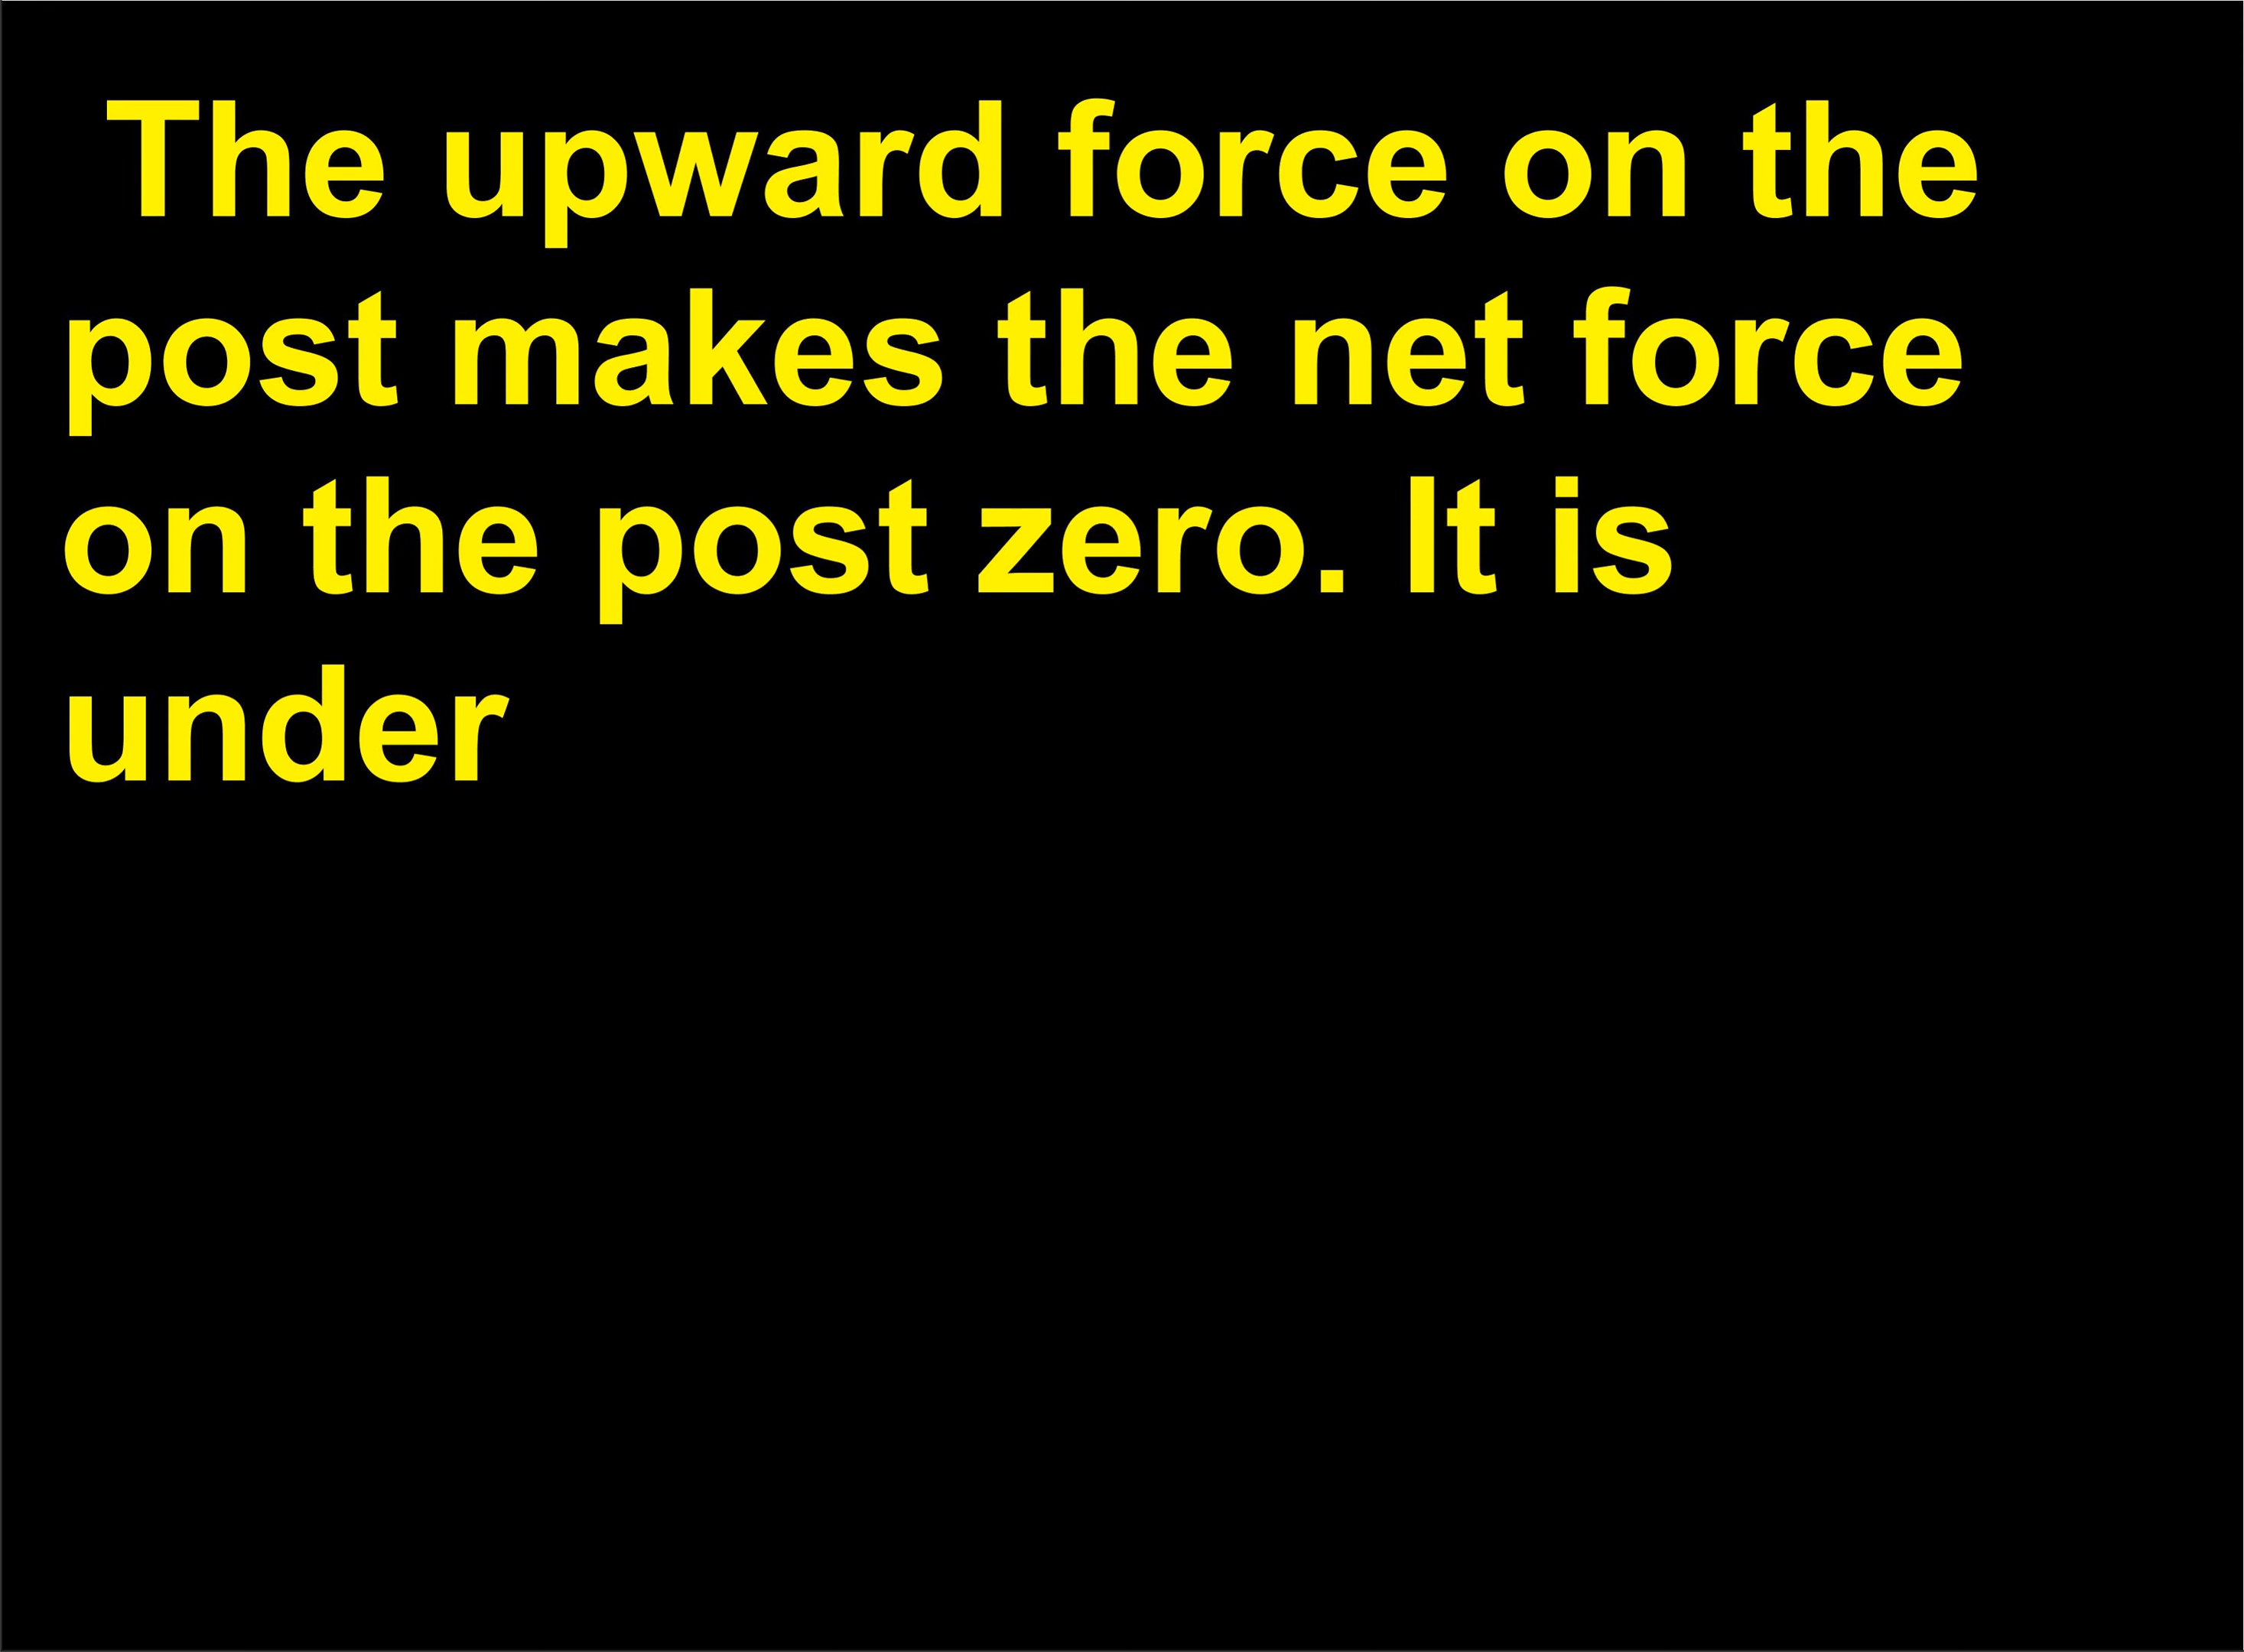 The upward force on the
post makes the net force
on the post zero. It is
under